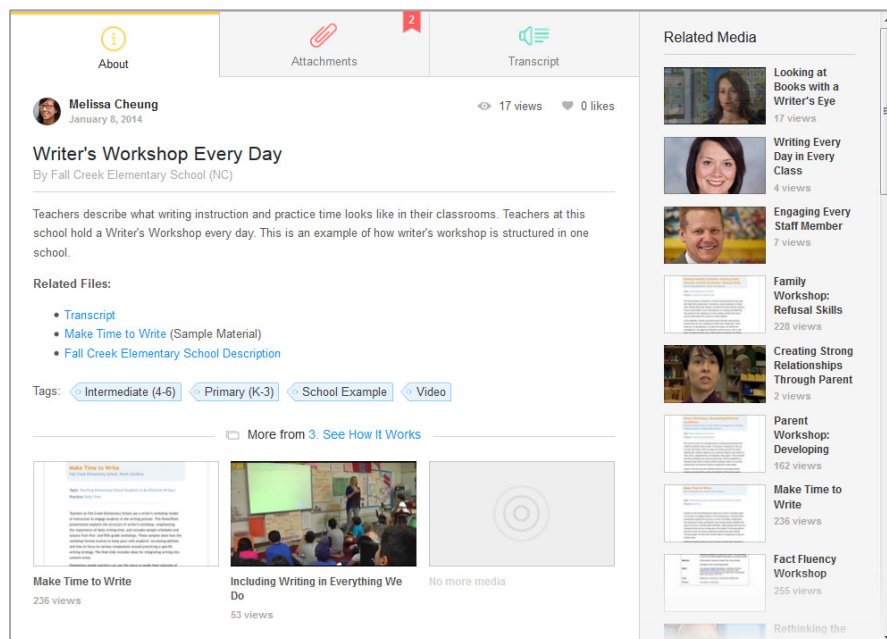 About
2
Attachments
Transcript
Melissa Cheung
January 8, 2014
17 views
0 likes
Writer's Workshop Every Day
By Fall Creek Elementary School (NC)
Teachers describe what writing instruction and practice time looks like in their classrooms. Teachers at this
school hold a Writer's Workshop every day. This is an example of how writer's workshop is structured in one
school.
Related Files:
Transcript
Make Time to Write (Sample Material)
Fall Creek Elementary School Description
Tags: Intermediate (4-6) Primary (K-3) School Example Video
More from 3. See How It Works
Make Time to Write
Make Time to Write
236 views
Including Writing in Everything We
Do
53 views
No more media
Related Media
Looking at
Books with a
Writer's Eye
17 views
Writing Every
Day in Every
Class
4 views
Engaging Every
Staff Member
7 views
Family
Workshop:
Refusal Skills
228 views
Creating Strong
Relationships
Through Parent
2 views
Parent
Workshop:
Developing
162 views
Make Time to
Write
236 views
Fact Fluency
Workshop
255 views
Rethinking the